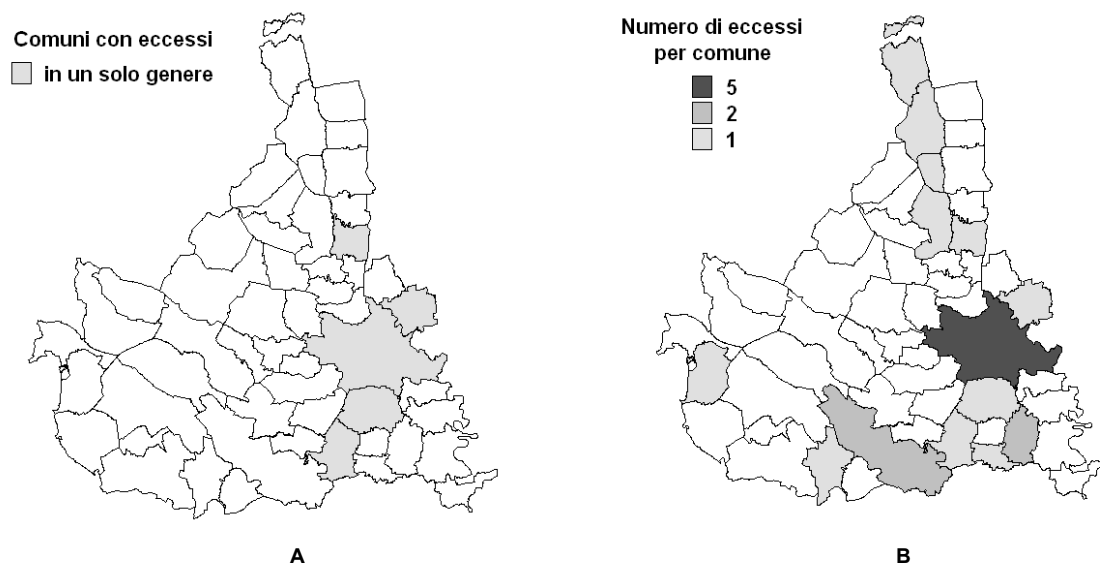 Comuni con eccessi
in un solo genere
A
Numero di eccessi
per comune
5
2
1
B